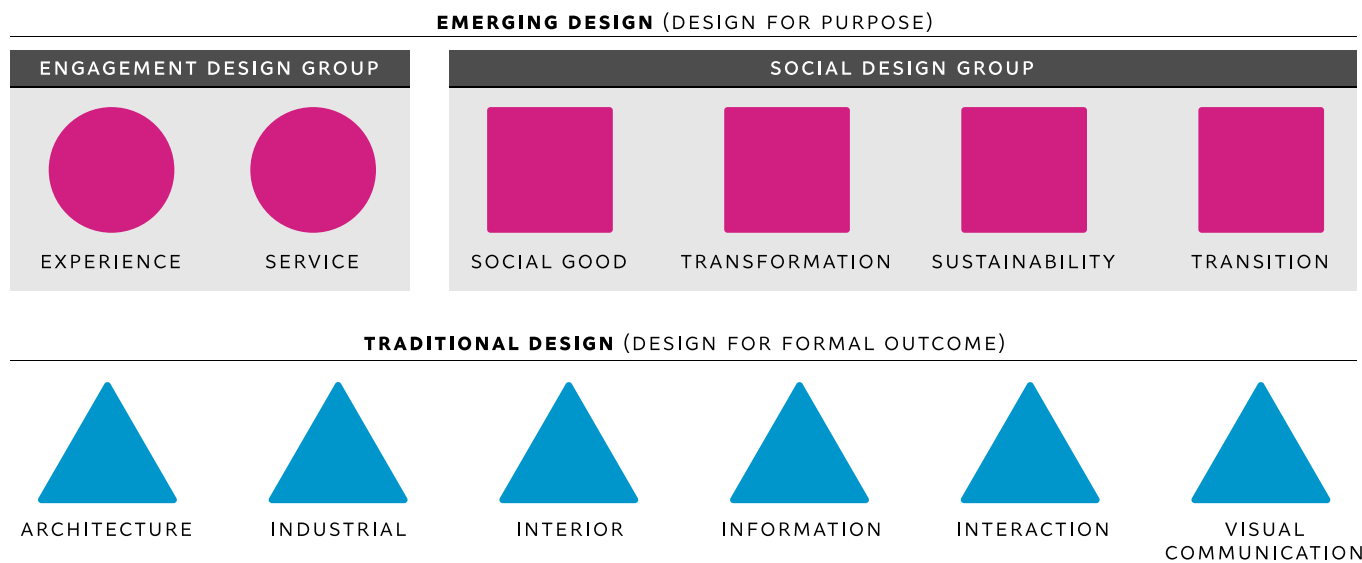 EMERGING DESIGN (DESIGN FOR PURPOSE)
ENGAGEMENT DESIGN GROUP
SOCIAL DESIGN GROUP
EXPERIENCE
SERVICE
SOCIAL GOOD
TRANSFORMATION
SUSTAINABILITY
TRANSITION
TRADITIONAL DESIGN (DESIGN FOR FORMAL OUTCOME)
ARCHITECTURE
INDUSTRIAL
INTERIOR
INFORMATION
INTERACTION
VISUAL
COMMUNICATION